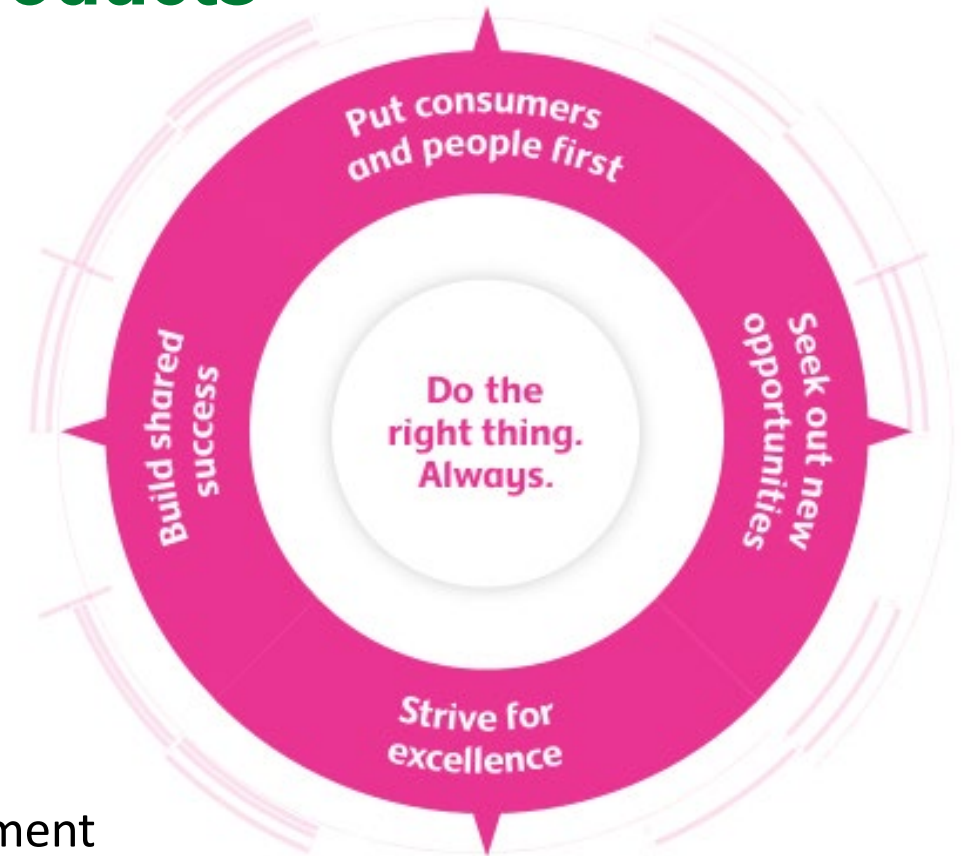 Put consumers
and people first
Seek out new
opportunities
Do the
right thing.
Always.
Build shared
success
Strive for
excellence